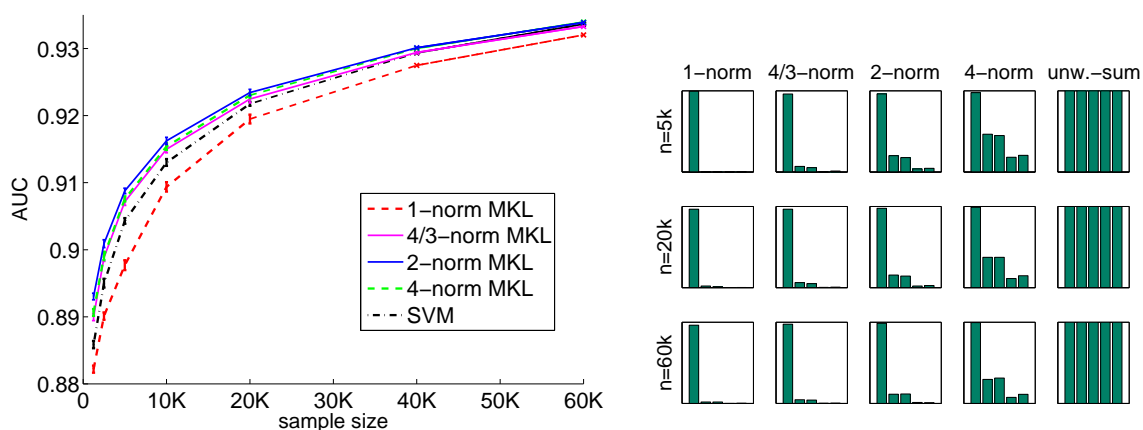 0.93
0.92
0.91
0.9
0.89
0.88
AUC
0 10K 20K 30K 40K 50K 60K
sample size
1−norm MKL
4/3−norm MKL
2−norm MKL
4−norm MKL
SVM
1−norm 4/3−norm 2−norm 4−norm unw.−sum
n=5k
n=20k
n=60k